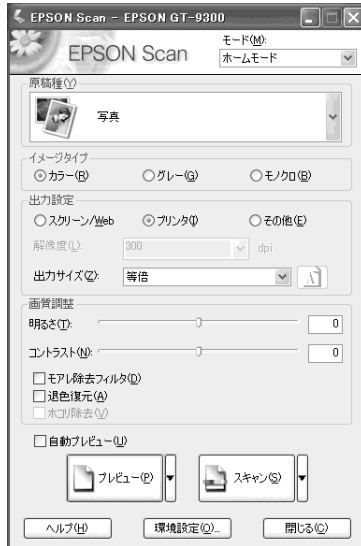 EPSON Scan - EPSON GT-9300
EPSON Scan
モード(M):
ホームモード
原稿種(Y)
写真
イメージタイプ
カラー(R) グレー(G) モノクロ(B)
出力設定
スクリーン/Web プリンタ(I) その他(E)
解像度(L): 300 dpi
出力サイズ(Z): 等倍
画質調整
明るさ(T): 0
コントラスト(N): 0
モアレ除去フィルタ(D)
退色復元(A)
ホコリ除去(V)
自動プレビュー(U)
プレビュー(P) スキャン(S)
ヘルプ(H) 環境設定(O)... 閉じる(C)